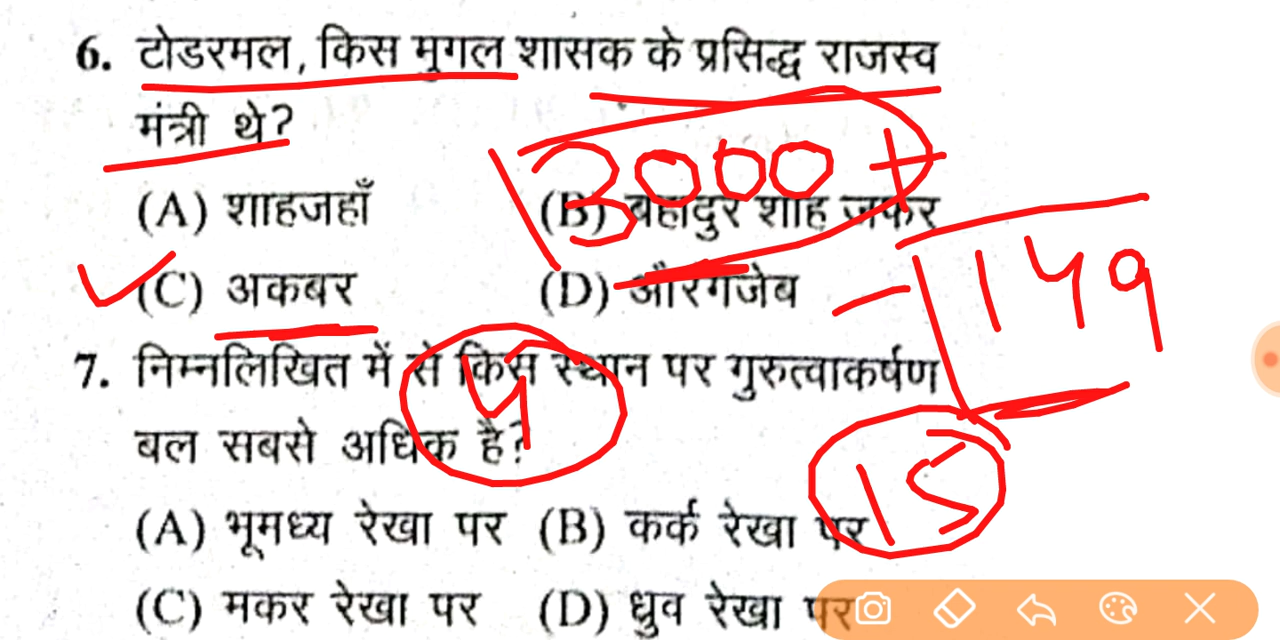 6. टोडरमल, किस मुगल शासक के प्रसिद्ध राजस्व
मंत्री थे?
3000 +
(A) शाहजहाँ (B) बहादुर शाह जफर
149
(C) अकबर (D) औरंगजेब
7. निम्नलिखित में से किस स्थान पर गुरुत्वाकर्षण
बल सबसे अधिक है?
15
(A) भूमध्य रेखा पर (B) कर्क रेखा पर
(C) मकर रेखा पर (D) ध्रुव रेखा पर